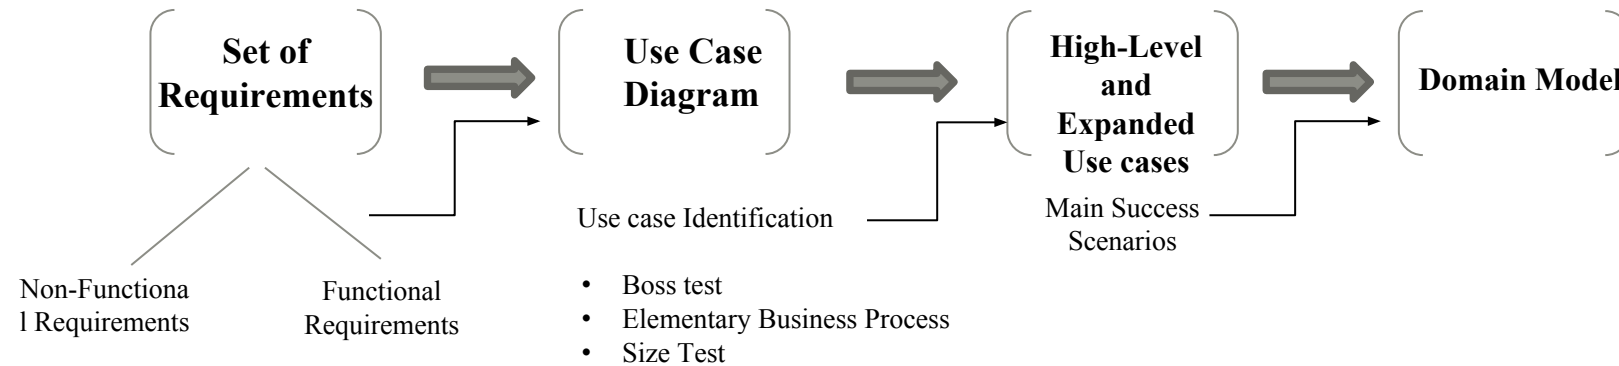 Set of
Requirements
Use Case
Diagram
High-Level
and
Expanded
Use cases
Domain Model
Non-Functiona
l Requirements
Functional
Requirements
Use case Identification
• Boss test
• Elementary Business Process
• Size Test
Main Success
Scenarios